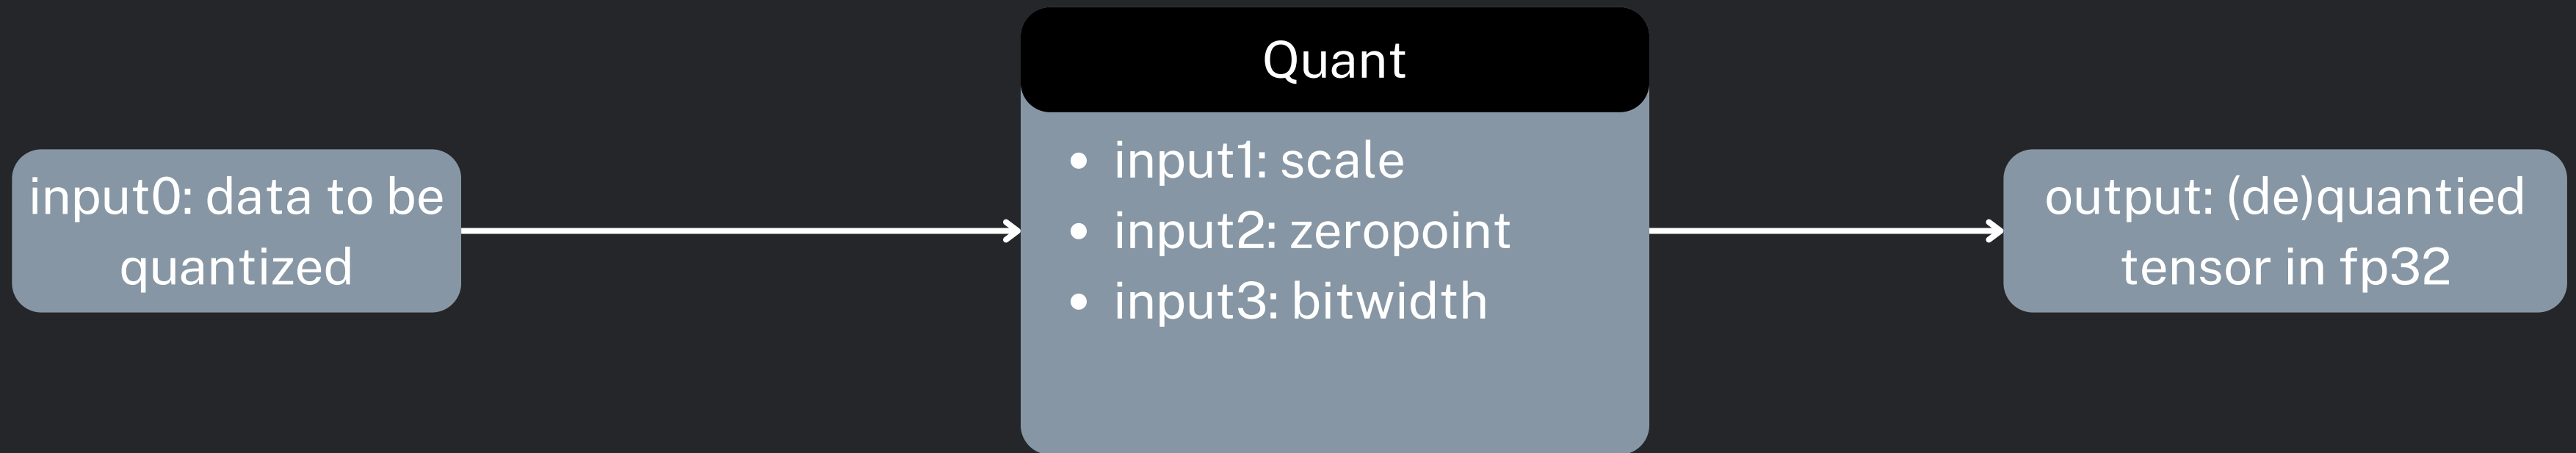 Quant
input0: data to be
quantized
• input1: scale
• input2: zeropoint
• input3: bitwidth
output: (de)quantied
tensor in fp32